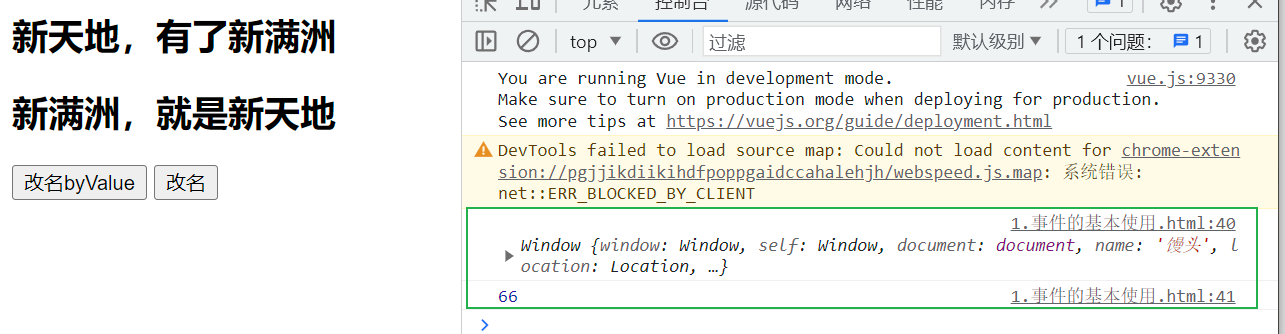 新天地，有了新满洲
新满洲，就是新天地
改名byValue 改名
元素 控制台 源代码 网络 性能 内存 1
top 过滤 默认级别 1 个问题： 1
You are running Vue in development mode. vue.js:9330
Make sure to turn on production mode when deploying for production.
See more tips at https://vuejs.org/guide/deployment.html
DevTools failed to load source map: Could not load content for chrome-exten
sion://pgjjikdiikihdfpoppgaidccahalehjh/webspeed.js.map: 系统错误:
net::ERR_BLOCKED_BY_CLIENT
1.事件的基本使用.html:40
Window {window: Window, self: Window, document: document, name: '馒头', l
ocation: Location, …}
66 1.事件的基本使用.html:41